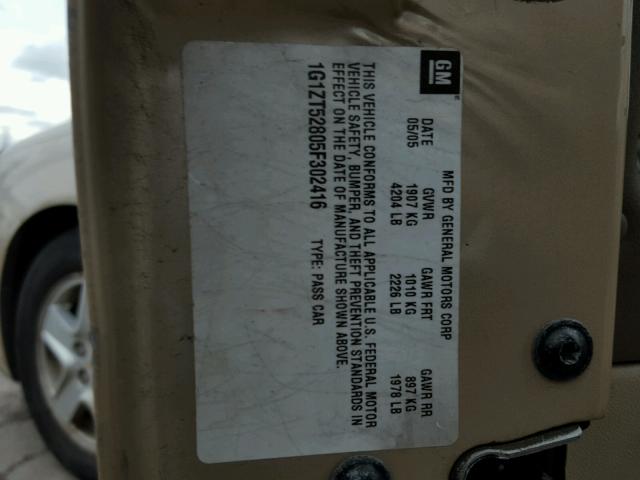 GM
MFD BY GENERAL MOTORS CORP
DATE GVWR GAWR FRT GAWR RR
05/05 1907 KG 1010 KG 897 KG
4204 LB 2226 LB 1978 LB
THIS VEHICLE CONFORMS TO ALL APPLICABLE U.S. FEDERAL MOTOR
VEHICLE SAFETY, BUMPER, AND THEFT PREVENTION STANDARDS IN
EFFECT ON THE DATE OF MANUFACTURE SHOWN ABOVE.
1G1ZT52805F302416 TYPE: PASS CAR